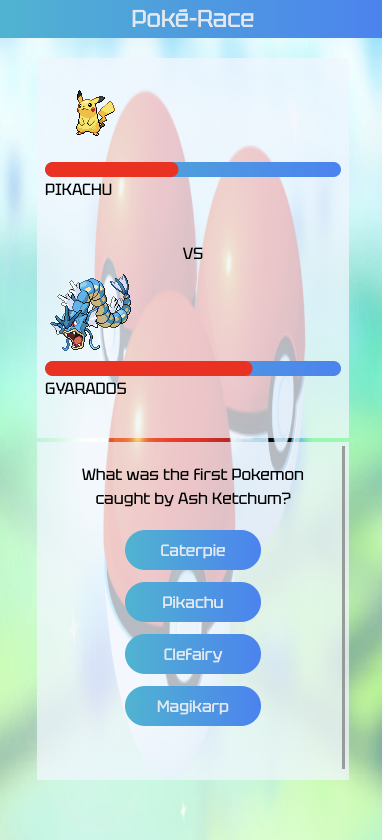 Poké-Race
PIKACHU
VS
GYARADOS
What was the first Pokemon
caught by Ash Ketchum?
Caterpie
Pikachu
Clefairy
Magikarp